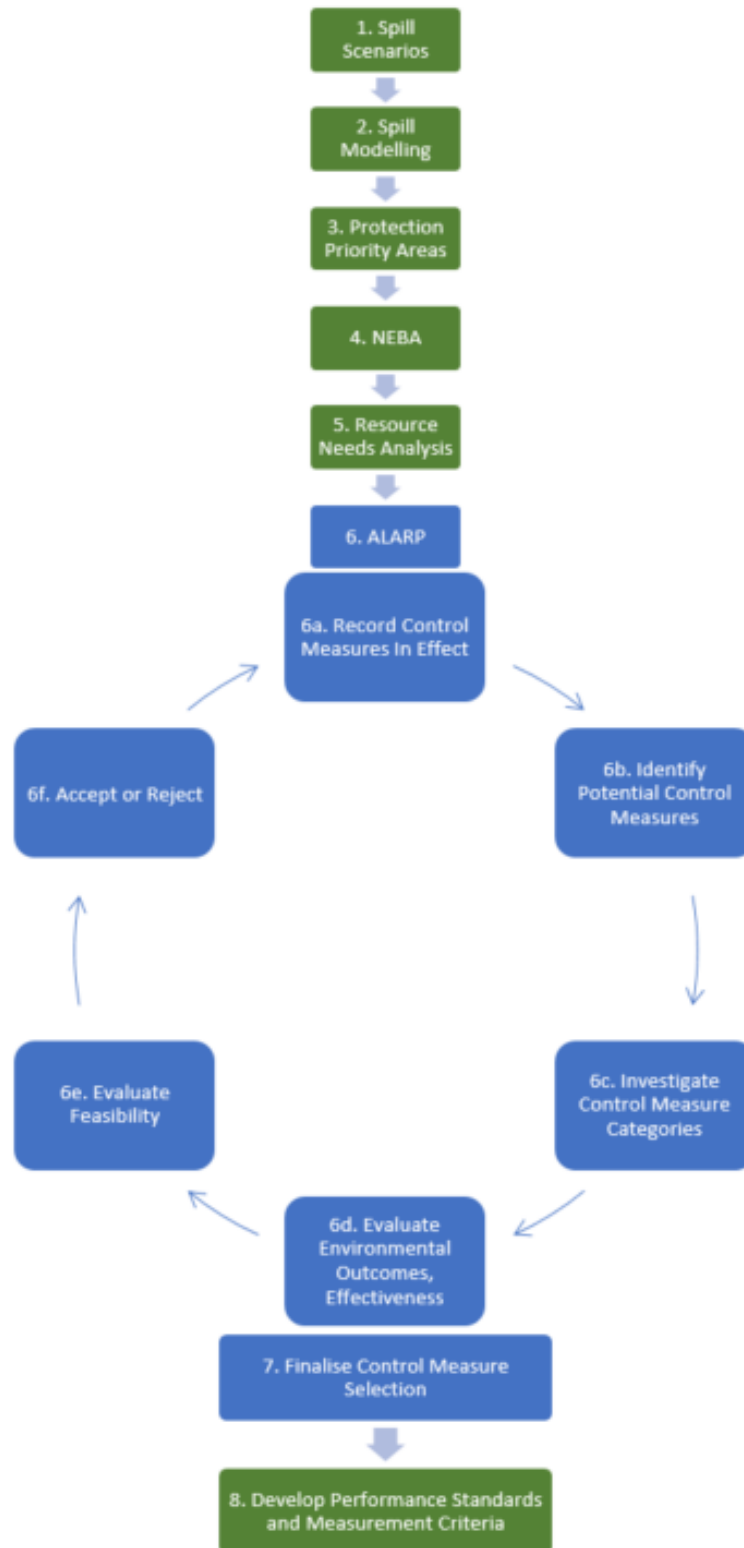 1. Spill
Scenarios
2. Spill
Modelling
3. Protection
Priority Areas
4. NEBA
5. Resource
Needs Analysis
6. ALARP
6a. Record Control
Measures In Effect
6b. Identify
Potential Control
Measures
6c. Investigate
Control Measure
Categories
6d. Evaluate
Environmental
Outcomes,
Effectiveness
6e. Evaluate
Feasibility
6f. Accept or Reject
7. Finalise Control Measure
Selection
8. Develop Performance Standards
and Measurement Criteria